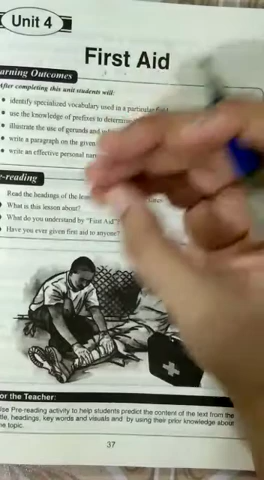 Unit 4
First Aid
arning Outcomes
After completing this unit students will:
identify specialized vocabulary used in a particular
use the knowledge of prefixes to determine
illustrate the use of gerunds and
write a paragraph on the given
write an effective personal
e-reading
Read the headings of the
What is this lesson about?
What do you understand by "First Aid"?
Have you ever given first aid to anyone?
or the Teacher:
se Pre-reading activity to help students predict the content of the text from the
tle, headings, key words and visuals and by using their prior knowledge about
e topic.
37